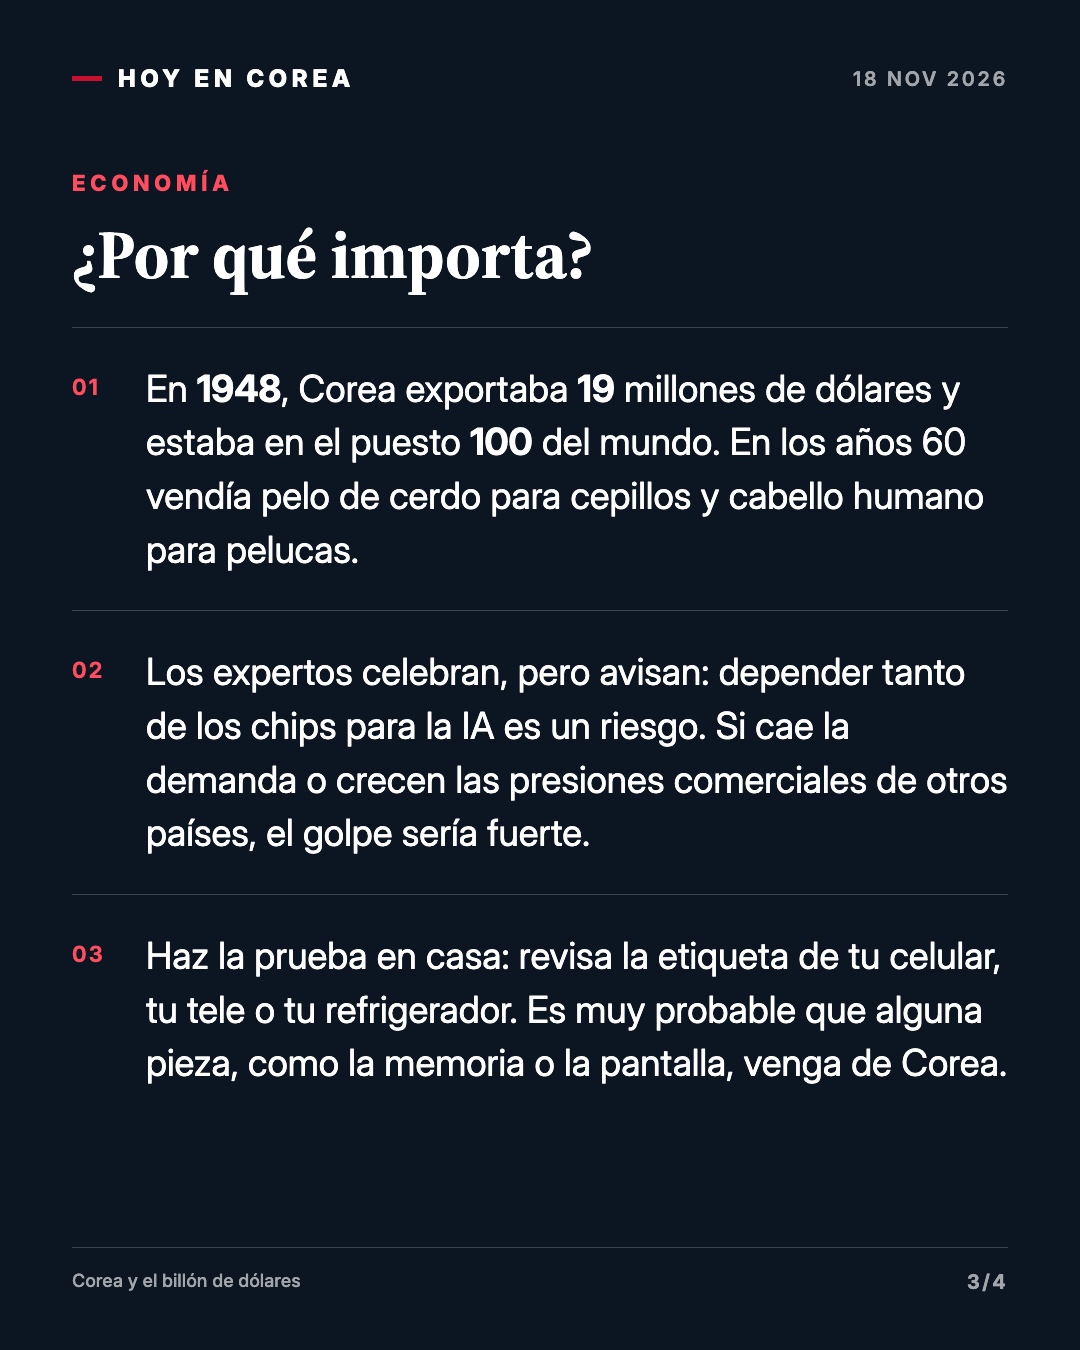 HOY EN COREA
18 NOV 2026
ECONOMÍA
¿Por qué importa?
01
En 1948, Corea exportaba 19 millones de dólares y
estaba en el puesto 100 del mundo. En los años 60
vendía pelo de cerdo para cepillos y cabello humano
para pelucas.
02
Los expertos celebran, pero avisan: depender tanto
de los chips para la IA es un riesgo. Si cae la
demanda o crecen las presiones comerciales de otros
países, el golpe sería fuerte.
03
Haz la prueba en casa: revisa la etiqueta de tu celular,
tu tele o tu refrigerador. Es muy probable que alguna
pieza, como la memoria o la pantalla, venga de Corea.
Corea y el billón de dólares
3/4